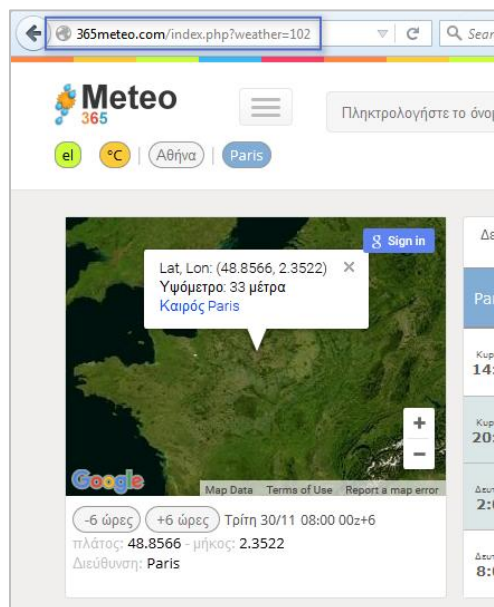 365meteo.com/index.php?weather=102
Meteo
365
Πληκτρολογήστε το
el °C | Αθήνα | Paris
g Sign in
Lat, Lon: (48.8566, 2.3522) ×
Υψόμετρο: 33 μέτρα
Καιρός Paris
+
−
Google Map Data Terms of Use Report a map error
-6 ώρες +6 ώρες Τρίτη 30/11 08:00 00z+6
πλάτος: 48.8566 - μήκος: 2.3522
Διεύθυνση: Paris